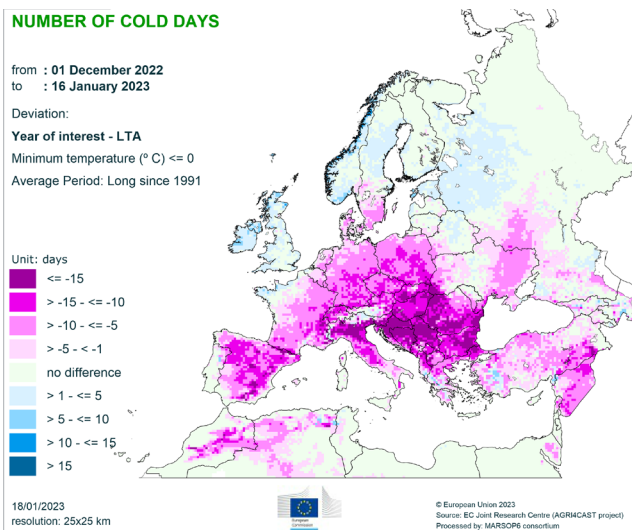 NUMBER OF COLD DAYS
from : 01 December 2022
to : 16 January 2023
Deviation:
Year of interest - LTA
Minimum temperature (º C) <= 0
Average Period: Long since 1991
Unit: days
<= -15
> -15 - <= -10
> -10 - <= -5
> -5 - < -1
no difference
> 1 - <= 5
> 5 - <= 10
> 10 - <= 15
> 15
18/01/2023
resolution: 25x25 km
European
Commission
© European Union 2023
Source: EC Joint Research Centre (AGRI4CAST project)
Processed by: MARSOP6 consortium